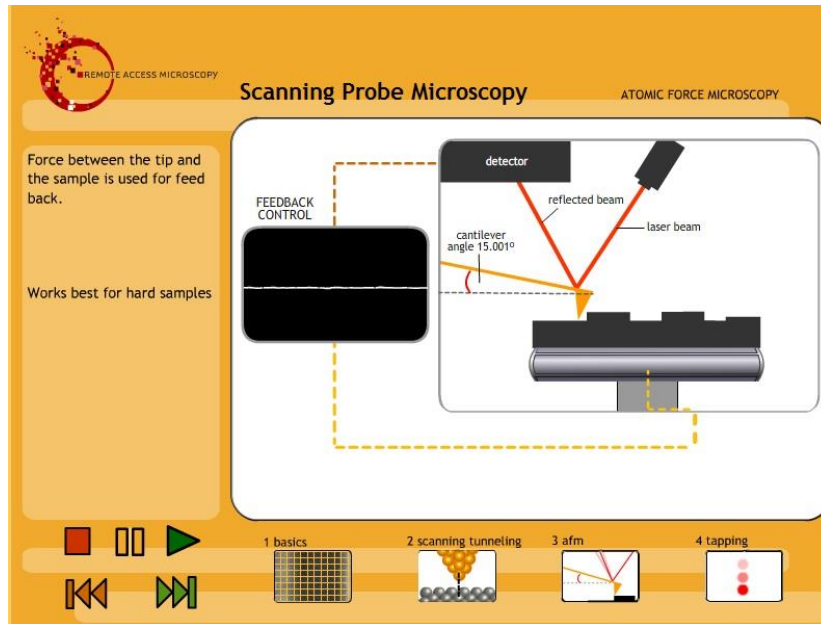 REMOTE ACCESS MICROSCOPY
Scanning Probe Microscopy
ATOMIC FORCE MICROSCOPY
Force between the tip and
the sample is used for feed
back.
Works best for hard samples
FEEDBACK
CONTROL
detector
reflected beam
laser beam
cantilever
angle 15.001º
1 basics
2 scanning tunneling
3 afm
4 tapping